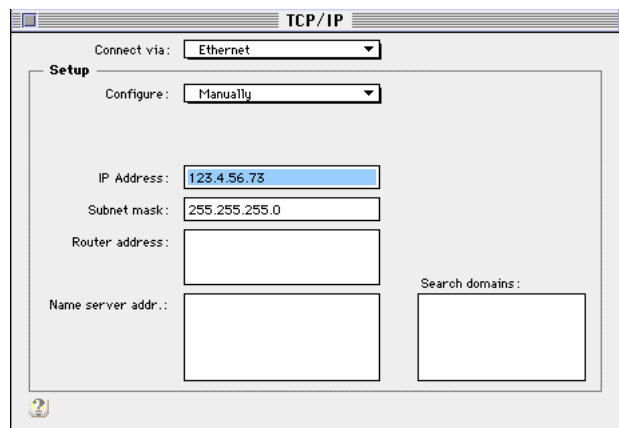 TCP/IP
Connect via: Ethernet
Setup
Configure: Manually
IP Address: 123.4.56.73
Subnet mask: 255.255.255.0
Router address:
Search domains:
Name server addr.:
?